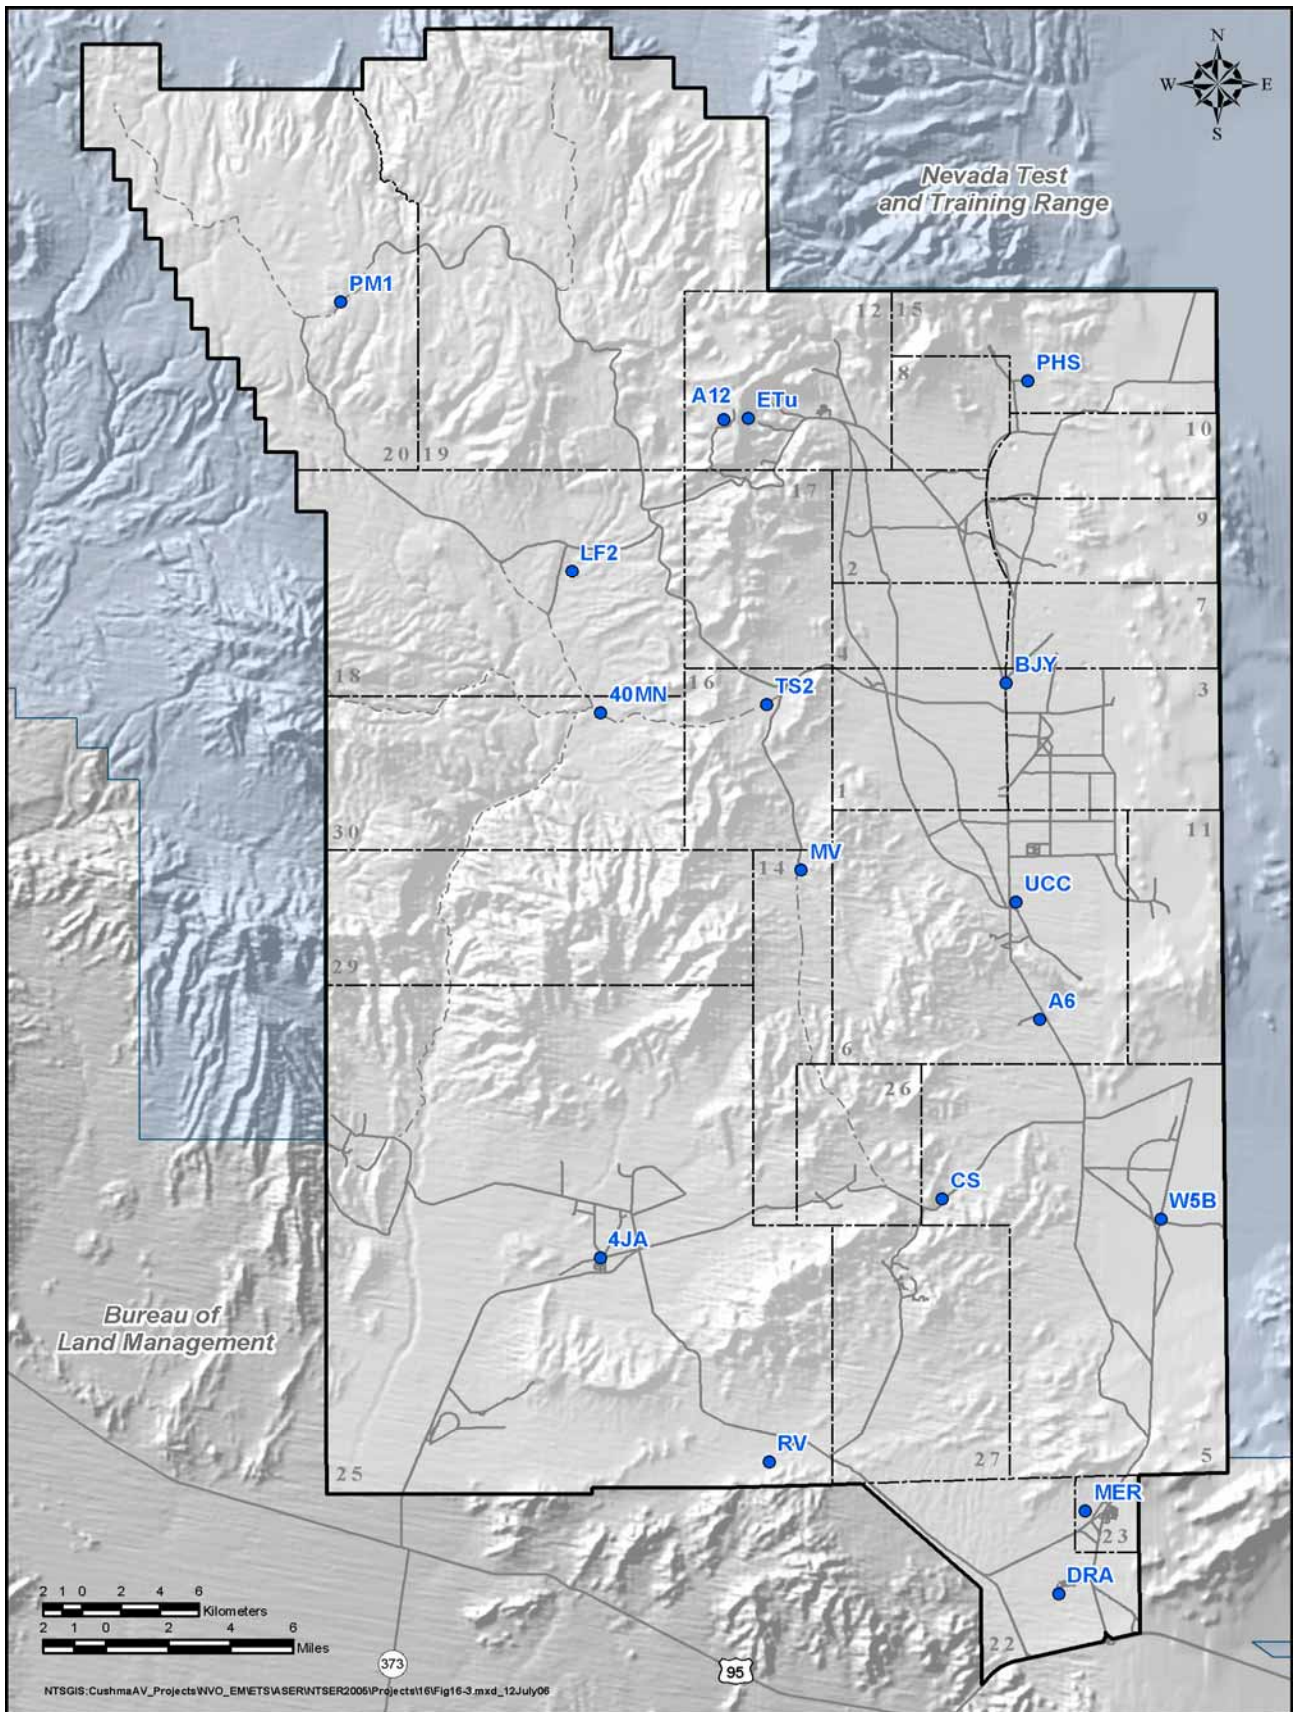 N
W E
S
Nevada Test
and Training Range
PM1
12 15
PHS
8
A12 ETu
10
20 19
17
9
LF2
2
7
4
BJY
18
40MN
16
TS2
3
1
30
11
MV
14
UCC
29
A6
6
26
CS
W5B
4JA
Bureau of
Land Management
RV
25
27
5
MER
23
DRA
22
2 1 0 2 4 6
Kilometers
2 1 0 2 4 6
Miles
373
95
NTSGIS:CushmaAV_Projects\NVO_EM\ETS\ASER\NTSER2005\Projects\16\Fig16-3.mxd_12July06